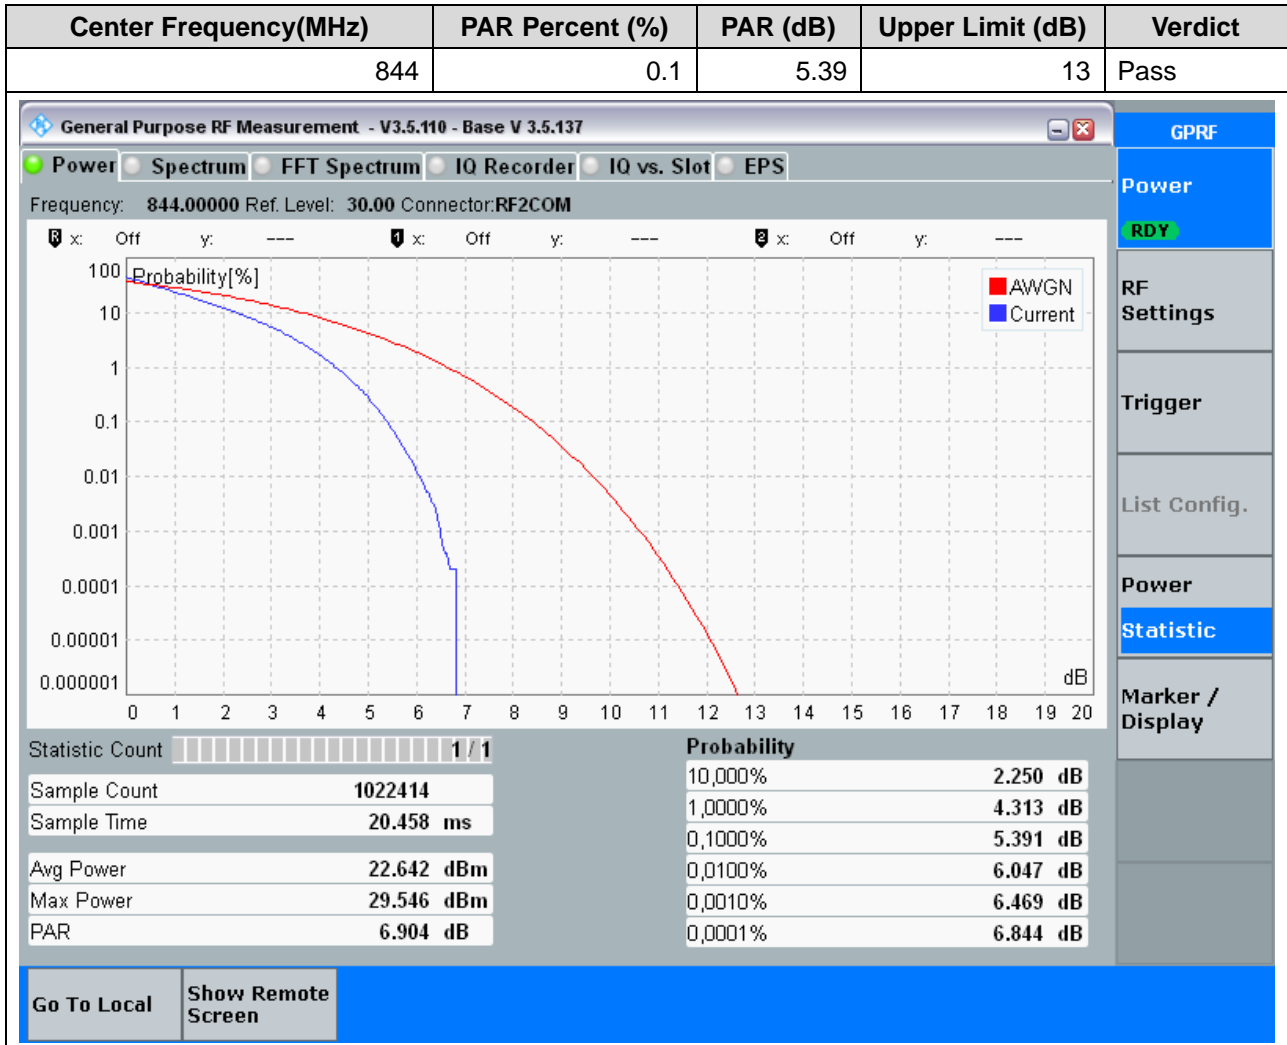 Center Frequency(MHz) PAR Percent (%) PAR (dB) Upper Limit (dB) Verdict
844 0.1 5.39 13 Pass
General Purpose RF Measurement - V3.5.110 - Base V 3.5.137
GPRF
Power Spectrum FFT Spectrum IQ Recorder IQ vs. Slot EPS
Power
RDY
Frequency: 844.00000 Ref. Level: 30.00 Connector:RF2COM
R x: Off y: --- 1 x: Off y: --- 2 x: Off y: ---
Probability[%]
100
10
1
0.1
0.01
0.001
0.0001
0.00001
0.000001
AWGN
Current
dB
0 1 2 3 4 5 6 7 8 9 10 11 12 13 14 15 16 17 18 19 20
RF
Settings
Trigger
List Config.
Power
Statistic
Marker /
Display
Statistic Count 1 / 1
Sample Count 1022414
Sample Time 20.458 ms
Avg Power 22.642 dBm
Max Power 29.546 dBm
PAR 6.904 dB
Probability
10,000% 2.250 dB
1,0000% 4.313 dB
0,1000% 5.391 dB
0,0100% 6.047 dB
0,0010% 6.469 dB
0,0001% 6.844 dB
Go To Local
Show Remote
Screen